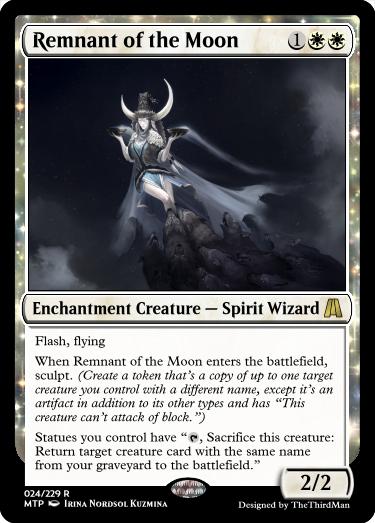 Remnant of the Moon 1
Enchantment Creature — Spirit Wizard
Flash, flying
When Remnant of the Moon enters the battlefield,
sculpt. (Create a token that's a copy of up to one target
creature you control with a different name, except it's an
artifact in addition to its other types and has “This
creature can't attack of block.”)
Statues you control have “, Sacrifice this creature:
Return target creature card with the same name
from your graveyard to the battlefield.”
2/2
024/229 R
MTP IRINA NORDSOL KUZMINA
Designed by TheThirdMan